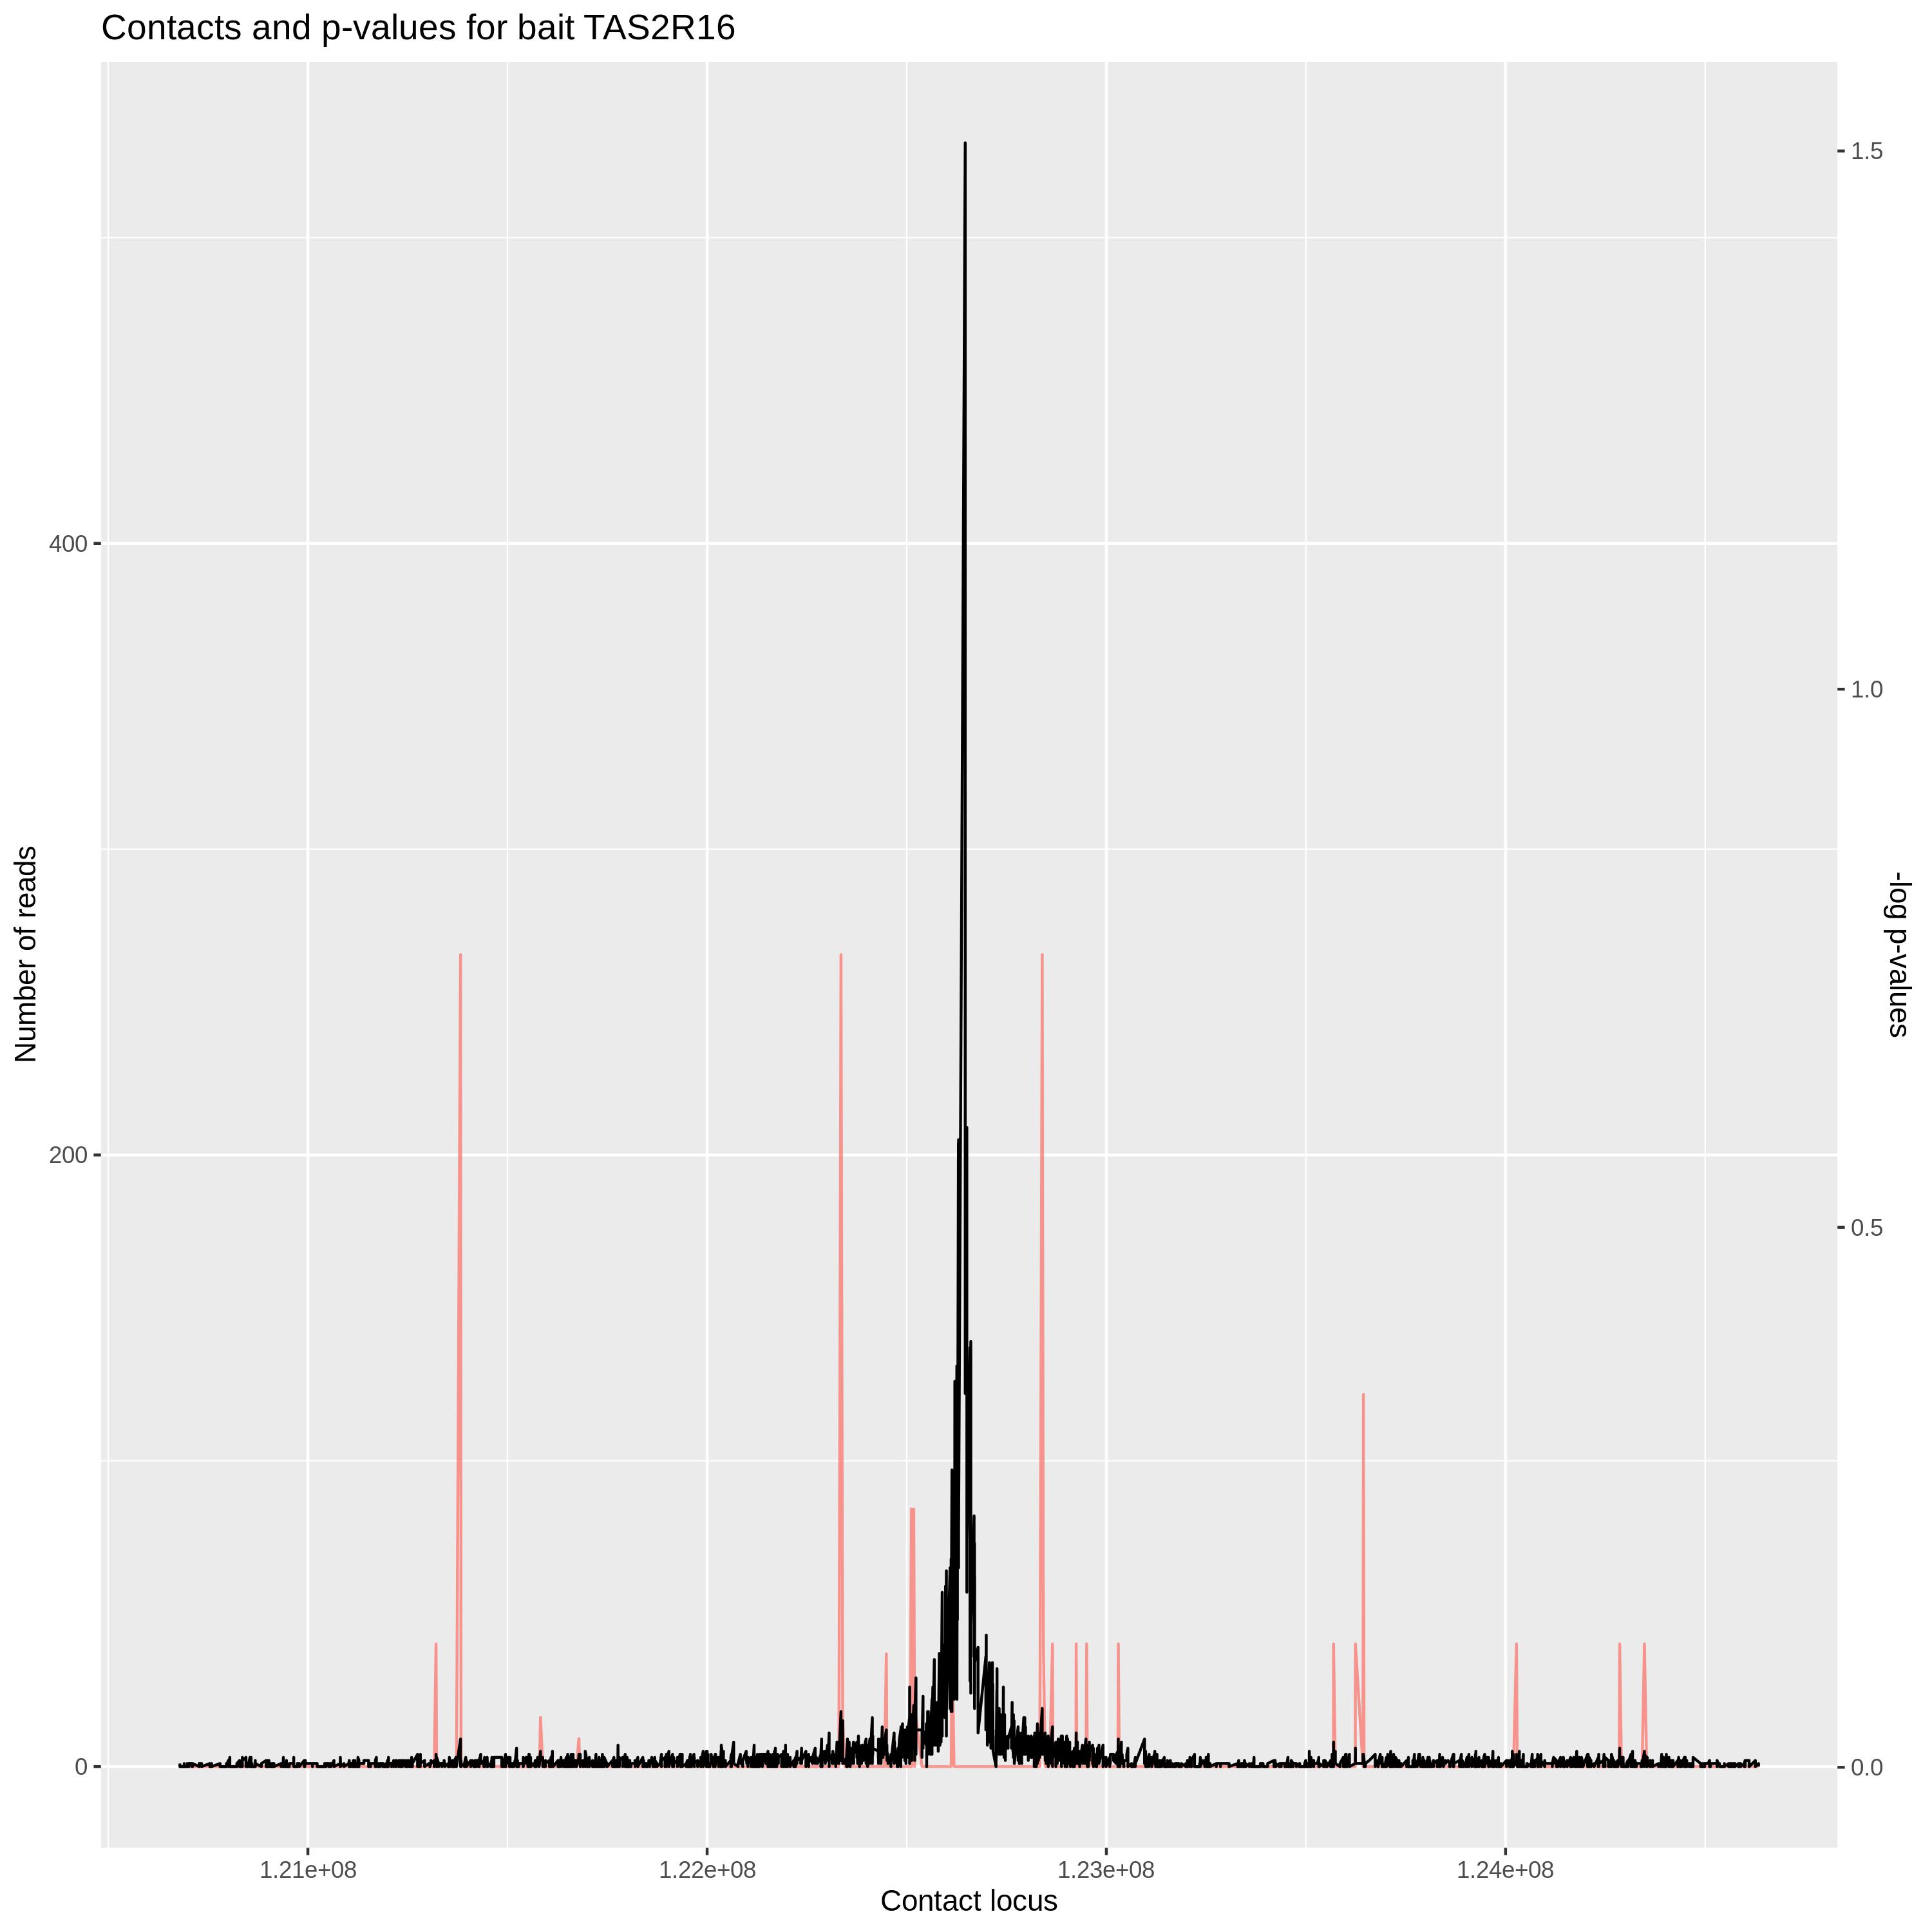 Contacts and p-values for bait TAS2R16
Number of reads
400
200
0
1.5
1.0
0.5
0.0
-log p-values
1.21e+08
1.22e+08
1.23e+08
1.24e+08
Contact locus